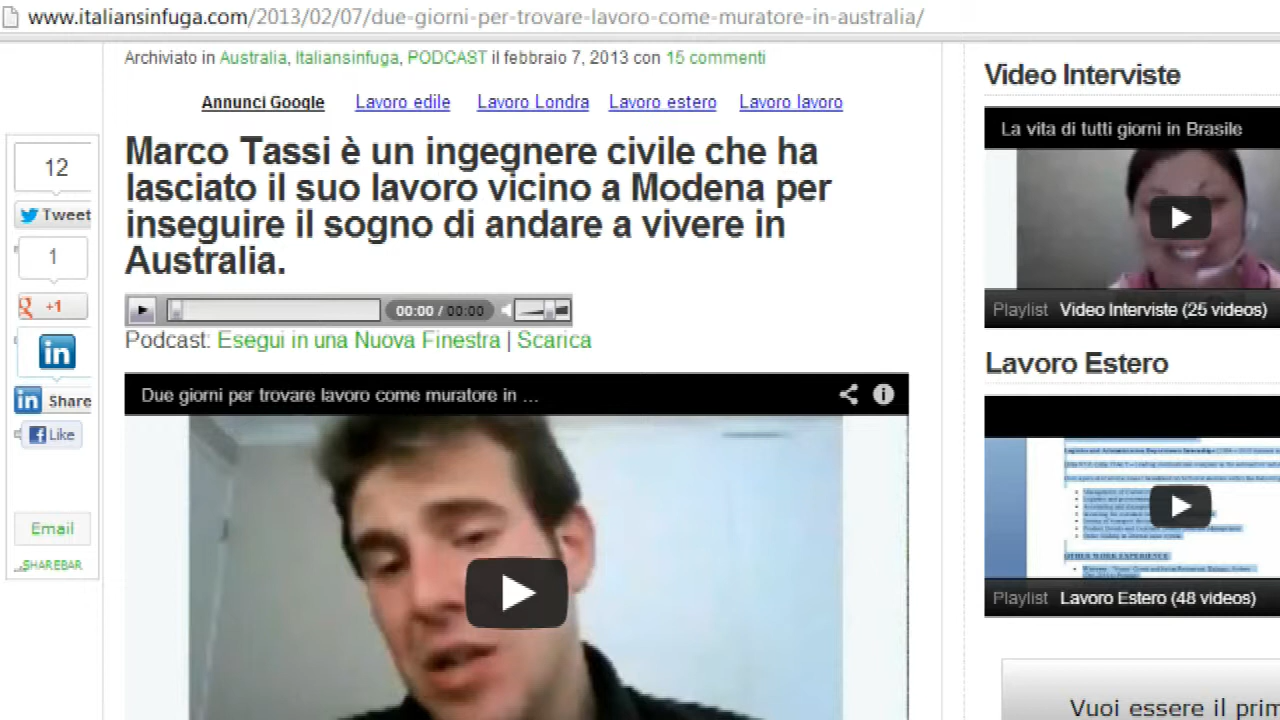 www.italiansinfuga.com/2013/02/07/due-giorni-per-trovare-lavoro-come-muratore-in-australia/
Archiviato in Australia, Italiansinfuga, PODCAST il febbraio 7, 2013 con 15 commenti
Annunci Google Lavoro edile Lavoro Londra Lavoro estero Lavoro lavoro
Marco Tassi è un ingegnere civile che ha
lasciato il suo lavoro vicino a Modena per
inseguire il sogno di andare a vivere in
Australia.
00:00 / 00:00
Podcast: Esegui in una Nuova Finestra | Scarica
Due giorni per trovare lavoro come muratore in ...
12
Tweet
1
+1
in
in Share
Like
Email
SHAREBAR
Video Interviste
La vita di tutti giorni in Brasile
Playlist Video Interviste (25 videos)
Lavoro Estero
OTHER WORK EXPERIENCE
Playlist Lavoro Estero (48 videos)
Vuoi essere il prim